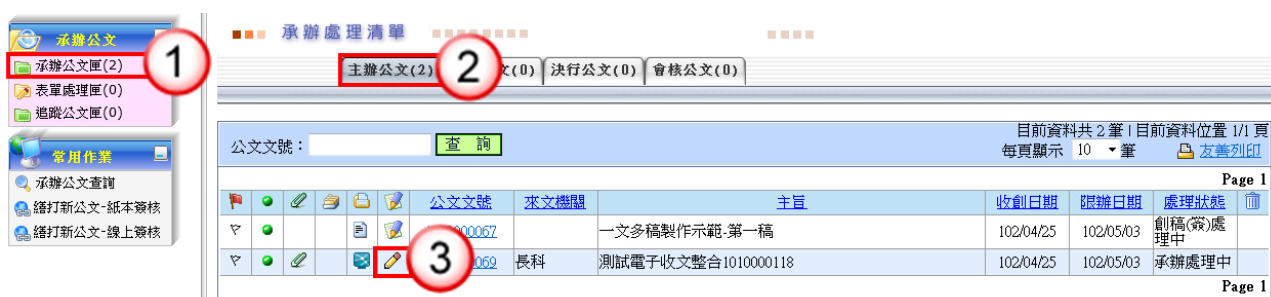 承辦公文
承辦公文匣(2)
表單處理匣(0)
追蹤公文匣(0)
常用作業
承辦公文查詢
繕打新公文-紙本簽核
繕打新公文-線上簽核
1
承辦處理清單
主辦公文(2)
2
文(0)
決行公文(0)
會核公文(0)
公文文號：
查 詢
目前資料共 2 筆 | 目前資料位置 1/1 頁
每頁顯示 10 筆 友善列印
Page 1
公文文號 來文機關 主旨 收創日期 限辦日期 處理狀態
000067 一文多稿製作示範-第一稿 102/04/25 102/05/03 創稿(簽)處
理中
3
069 長科 測試電子收文整合1010000118 102/04/25 102/05/03 承辦處理中
Page 1